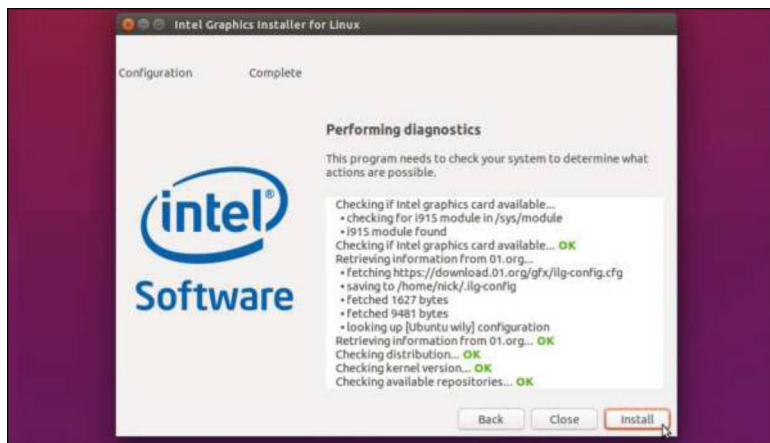 Intel Graphics Installer for Linux
Configuration Complete
Performing diagnostics
This program needs to check your system to determine what
actions are possible.
Checking if Intel graphics card available...
• checking for i915 module in /sys/module
• i915 module found
Checking if Intel graphics card available... OK
Retrieving information from 01.org...
• fetching https://download.01.org/gfx/ilg-config.cfg
• saving to /home/nick/.ilg-config
• fetched 1627 bytes
• fetched 9481 bytes
• looking up [Ubuntu wily] configuration
Retrieving information from 01.org... OK
Checking distribution... OK
Checking kernel version... OK
Checking available repositories... OK
intel®
Software
Back Close Install